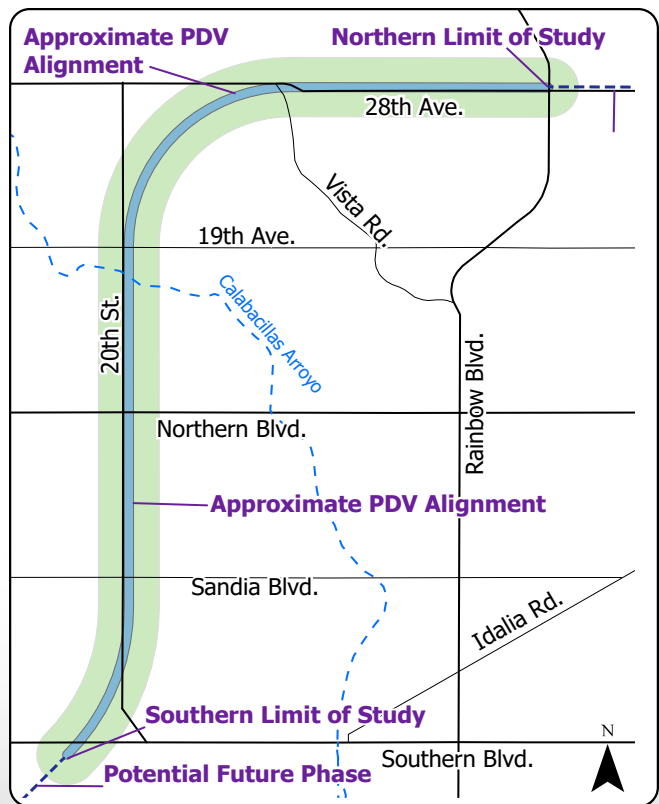 Approximate PDV
Alignment
Northern Limit of Study
28th Ave.
Vista Rd.
19th Ave.
Calabacillas Arroyo
20th St.
Rainbow Blvd.
Northern Blvd.
Approximate PDV Alignment
Sandia Blvd.
Idalia Rd.
Southern Limit of Study
N
Southern Blvd.
Potential Future Phase